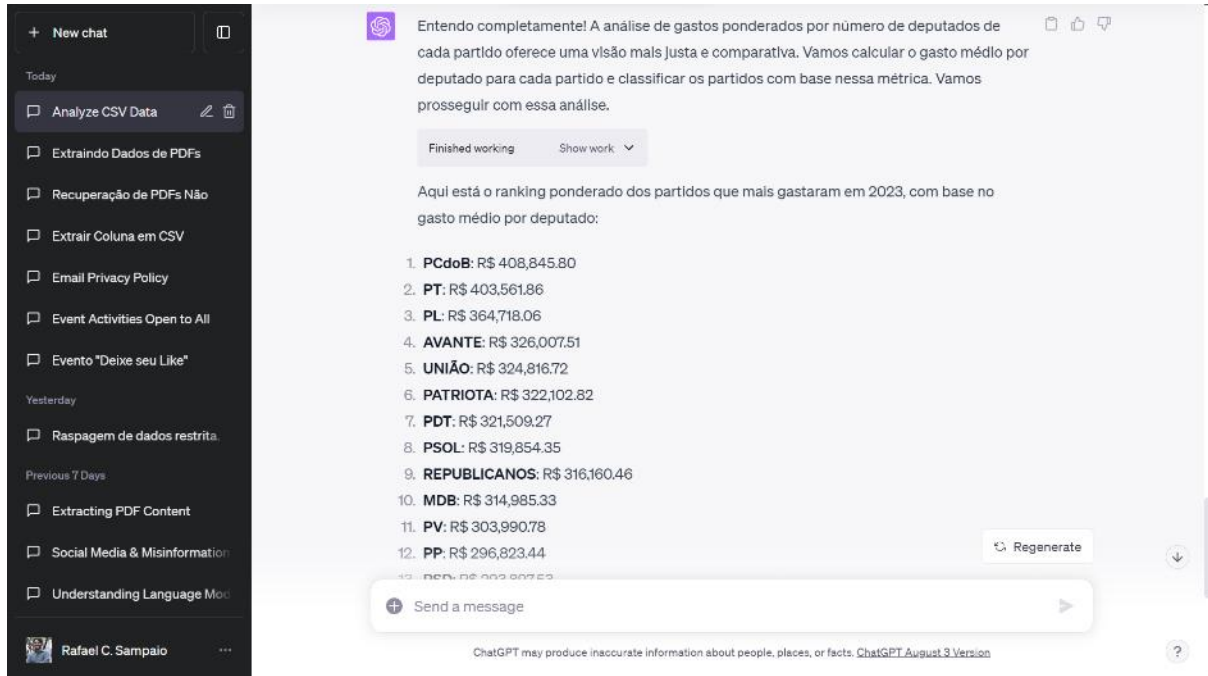 + New chat
Today
Analyze CSV Data
Extraindo Dados de PDFs
Recuperação de PDFs Não
Extrair Coluna em CSV
Email Privacy Policy
Event Activities Open to All
Evento "Deixe seu Like"
Yesterday
Raspagem de dados restrita.
Previous 7 Days
Extracting PDF Content
Social Media & Misinformation
Understanding Language Mod
Rafael C. Sampaio
Entendo completamente! A análise de gastos ponderados por número de deputados de
cada partido oferece uma visão mais justa e comparativa. Vamos calcular o gasto médio por
deputado para cada partido e classificar os partidos com base nessa métrica. Vamos
prosseguir com essa análise.
Finished working Show work
Aqui está o ranking ponderado dos partidos que mais gastaram em 2023, com base no
gasto médio por deputado:
1. PCdoB: R$ 408,845.80
2. PT: R$ 403,561.86
3. PL: R$ 364,718.06
4. AVANTE: R$ 326,007.51
5. UNIÃO: R$ 324,816.72
6. PATRIOTA: R$ 322,102.82
7. PDT: R$ 321,509.27
8. PSOL: R$ 319,854.35
9. REPUBLICANOS: R$ 316,160.46
10. MDB: R$ 314,985.33
11. PV: R$ 303,990.78
12. PP: R$ 296,823.44
Regenerate
Send a message
ChatGPT may produce inaccurate information about people, places, or facts. ChatGPT August 3 Version
?